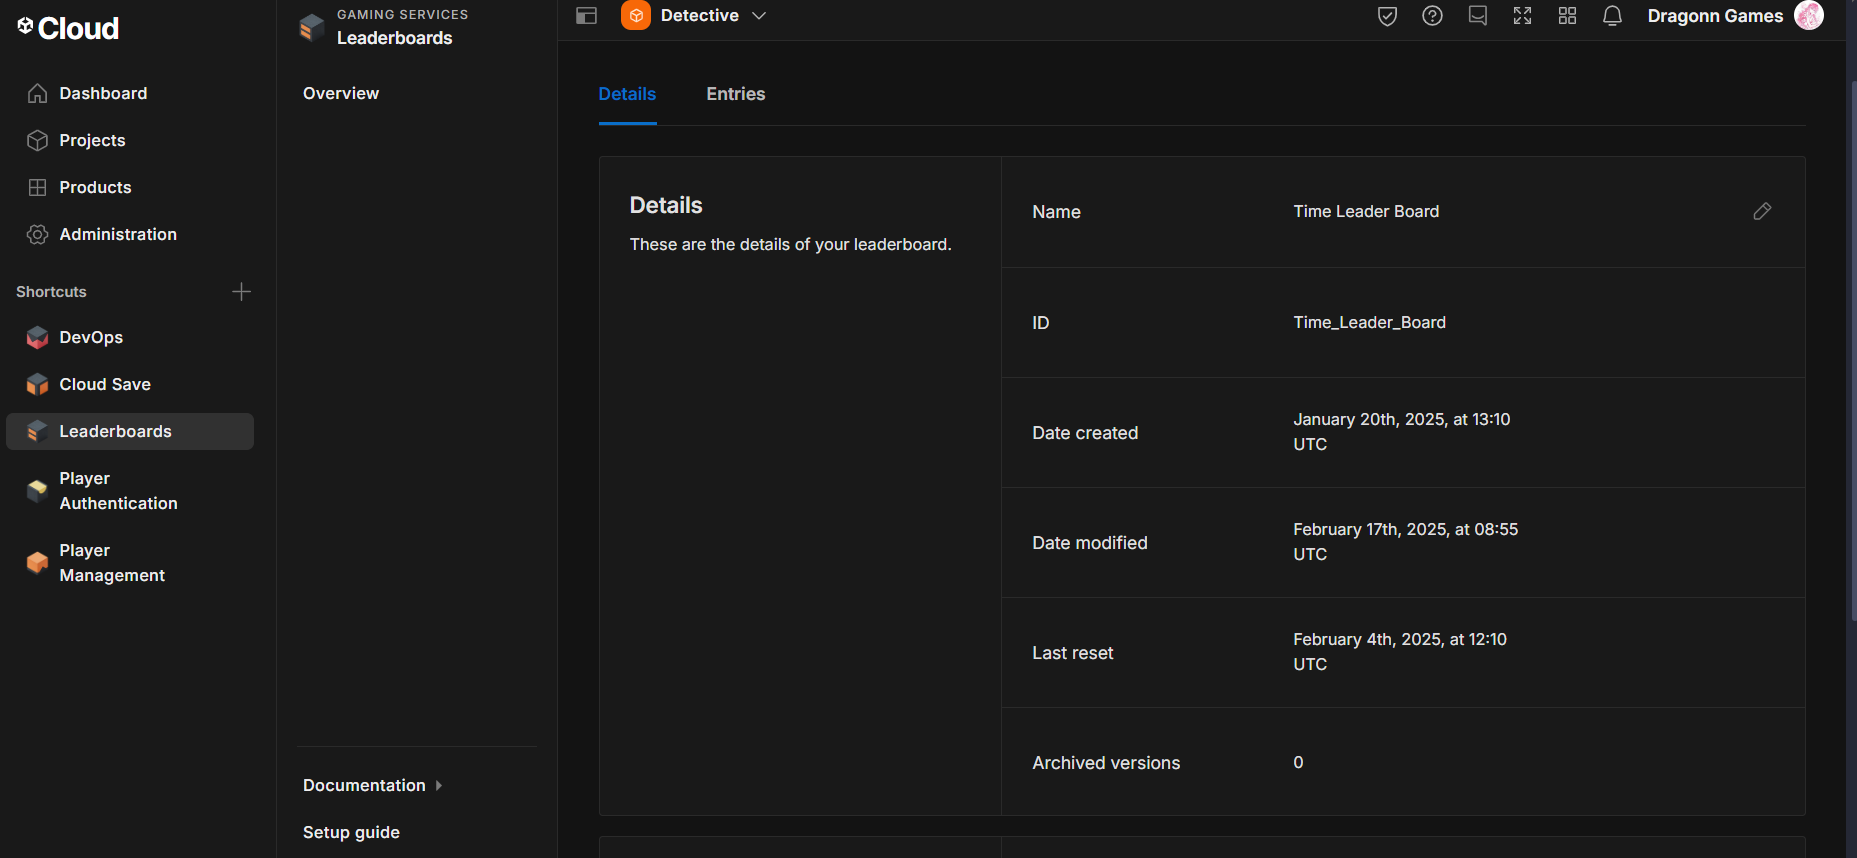 Cloud
Dashboard
Projects
Products
Administration
Shortcuts
DevOps
Cloud Save
Leaderboards
Player
Authentication
Player
Management
GAMING SERVICES
Leaderboards
Overview
Documentation
Setup guide
Detective
Dragonn Games
Details
Entries
Details
These are the details of your leaderboard.
Name
Time Leader Board
ID
Time_Leader_Board
Date created
January 20th, 2025, at 13:10
UTC
Date modified
February 17th, 2025, at 08:55
UTC
Last reset
February 4th, 2025, at 12:10
UTC
Archived versions
0